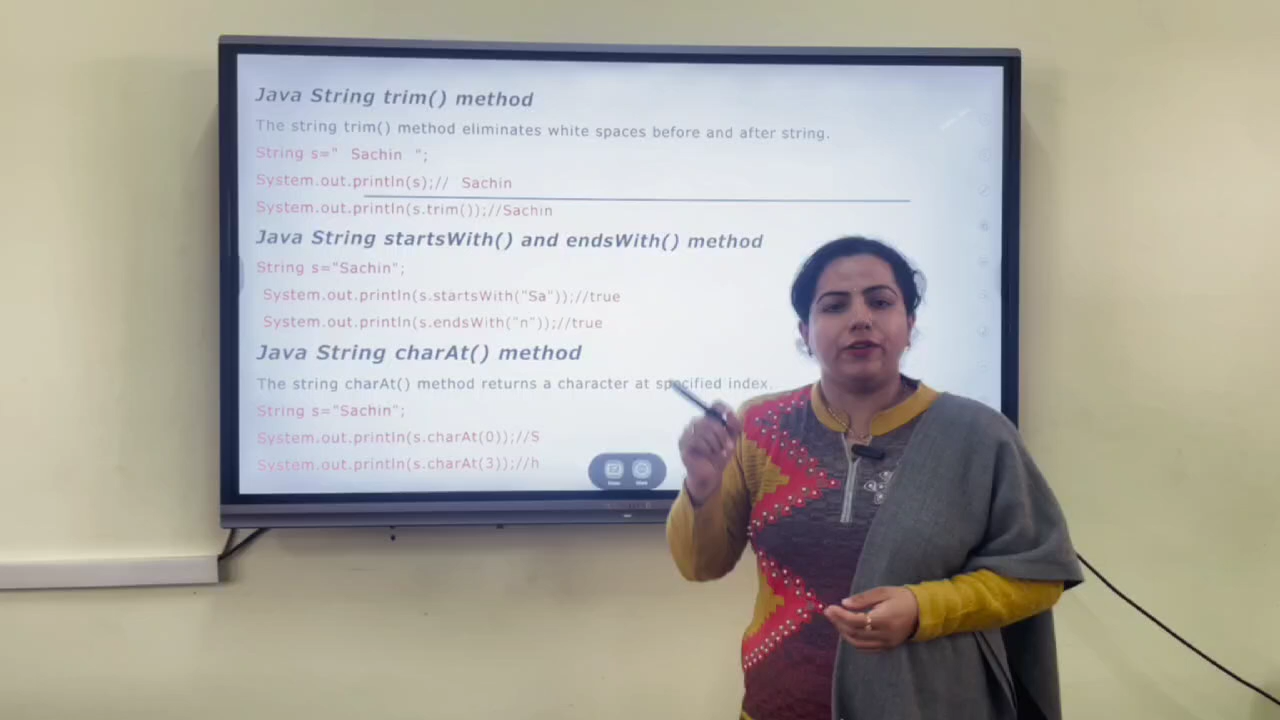 Java String trim() method
The string trim() method eliminates white spaces before and after string.
String s="  Sachin  ";
System.out.println(s);//  Sachin
System.out.println(s.trim());//Sachin
Java String startsWith() and endsWith() method
String s="Sachin";
System.out.println(s.startsWith("Sa"));//true
System.out.println(s.endsWith("n"));//true
Java String charAt() method
The string charAt() method returns a character at specified index.
String s="Sachin";
System.out.println(s.charAt(0));//S
System.out.println(s.charAt(3));//h